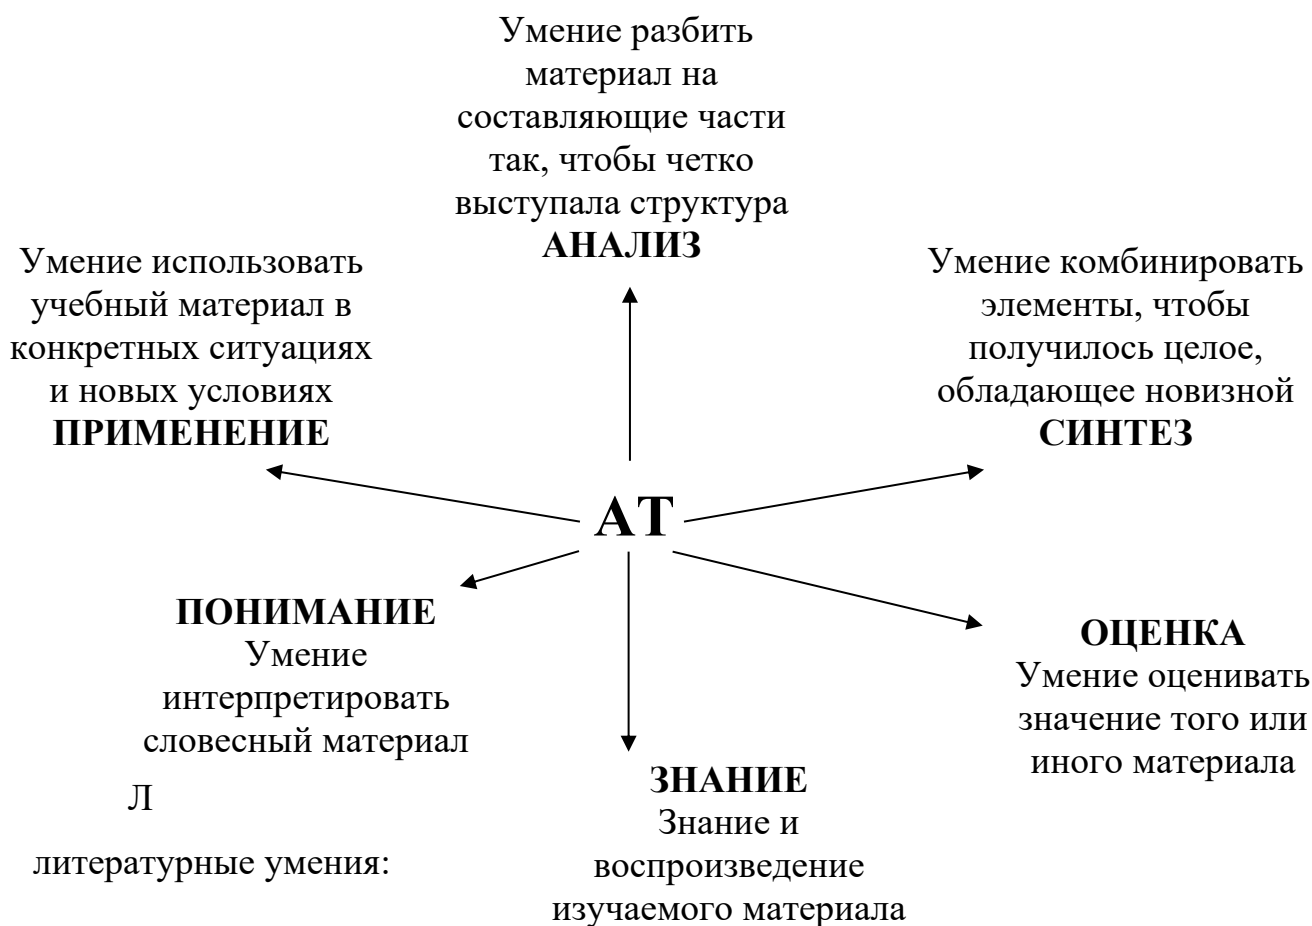 Умение разбить
материал на
составляющие части
так, чтобы четко
выступала структура
АНАЛИЗ
Умение использовать
учебный материал в
конкретных ситуациях
и новых условиях
ПРИМЕНЕНИЕ
Умение комбинировать
элементы, чтобы
получилось целое,
обладающее новизной
СИНТЕЗ
АТ
ПОНИМАНИЕ
Умение
интерпретировать
словесный материал
ОЦЕНКА
Умение оценивать
значение того или
иного материала
ЗНАНИЕ
Знание и
воспроизведение
изучаемого материала
Л
литературные умения: